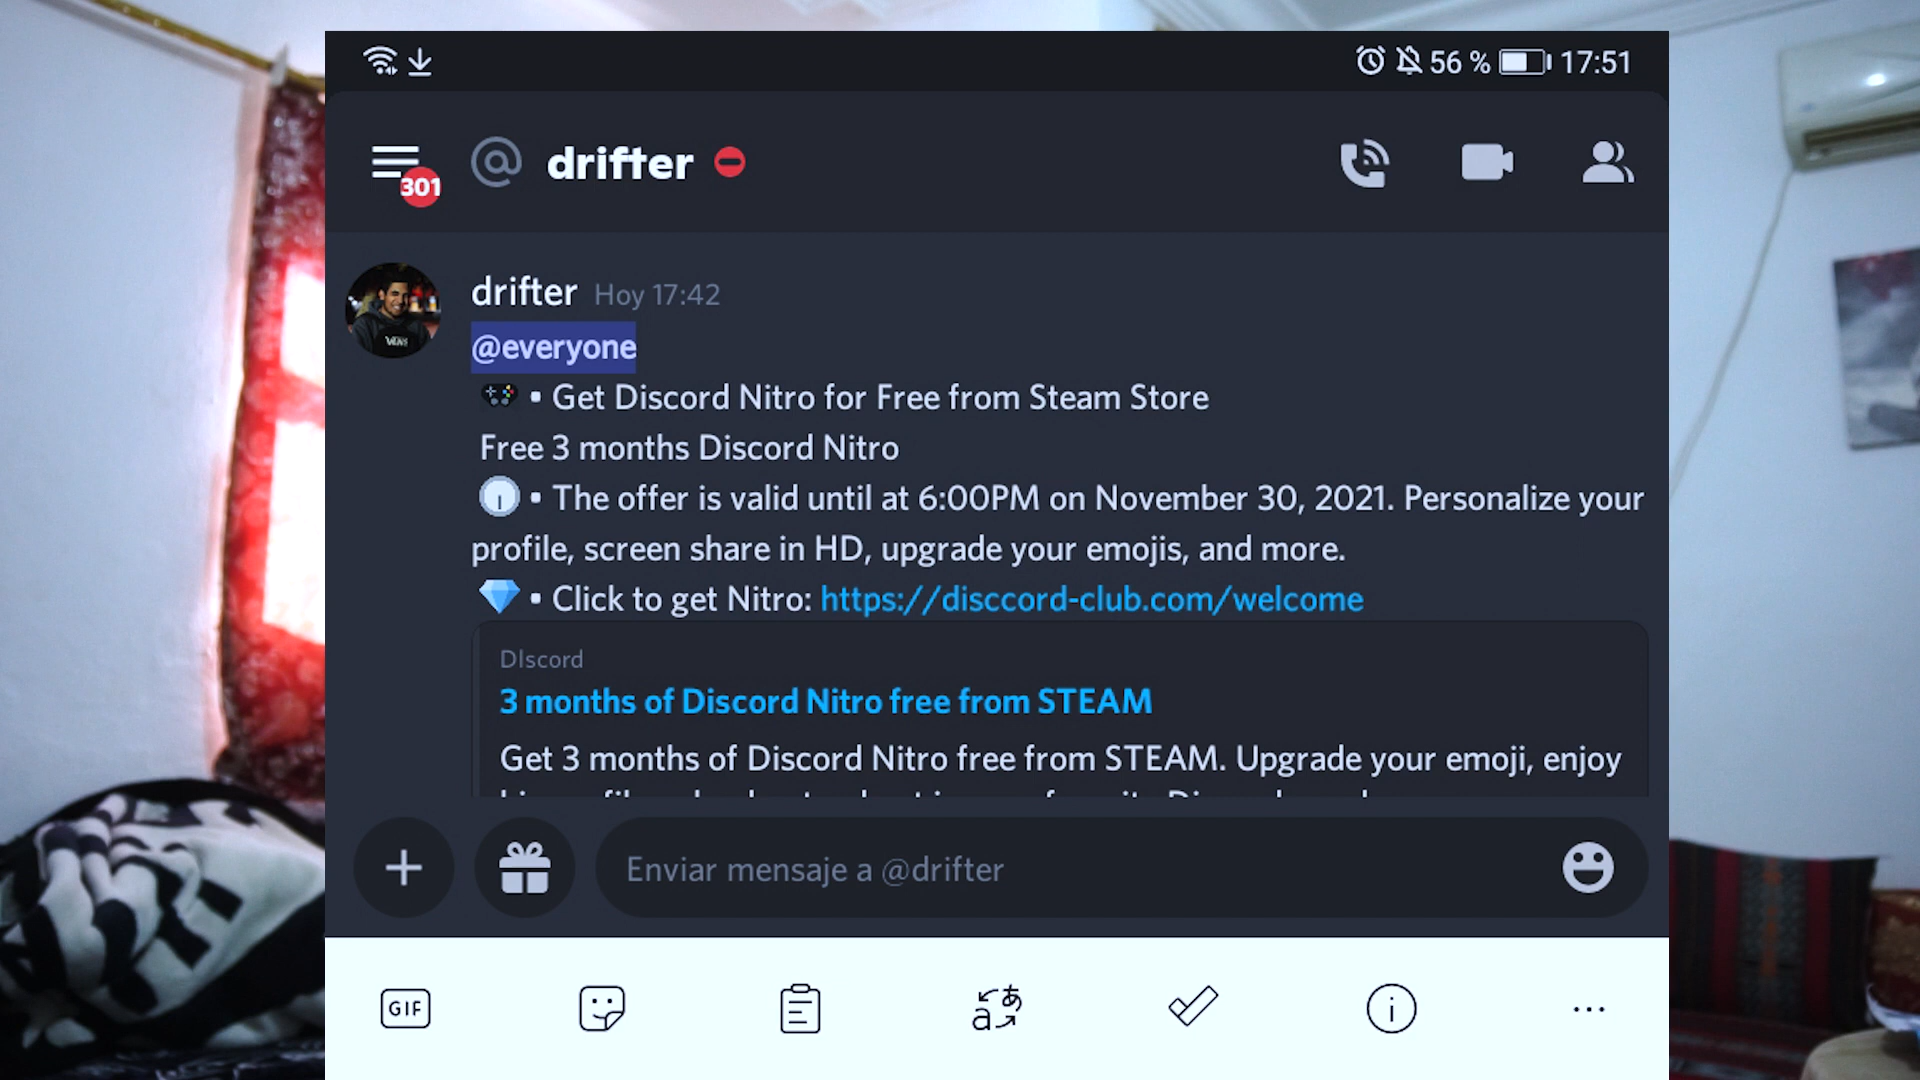 56 % 17:51
301 @ drifter
drifter Hoy 17:42
@everyone
▪ Get Discord Nitro for Free from Steam Store
Free 3 months Discord Nitro
▪ The offer is valid until at 6:00PM on November 30, 2021. Personalize your
profile, screen share in HD, upgrade your emojis, and more.
▪ Click to get Nitro: https://disccord-club.com/welcome
DIscord
3 months of Discord Nitro free from STEAM
Get 3 months of Discord Nitro free from STEAM. Upgrade your emoji, enjoy
Enviar mensaje a @drifter
GIF